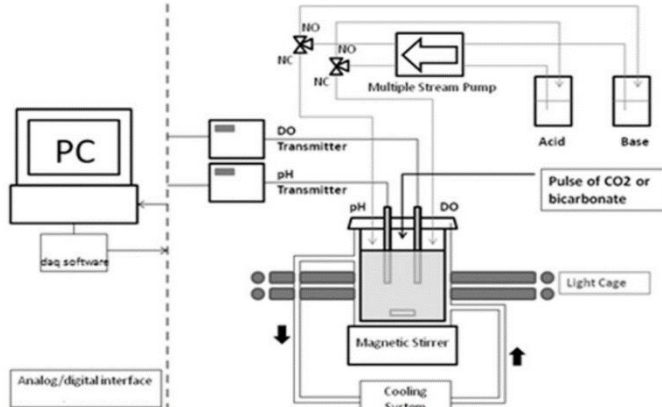 NO
NO
NC
NC
Multiple Stream Pump
Acid
Base
PC
DO
Transmitter
pH
Transmitter
Pulse of CO2 or
bicarbonate
pH
DO
daq software
Light Cage
Magnetic Stirrer
Analog/digital interface
Cooling
System